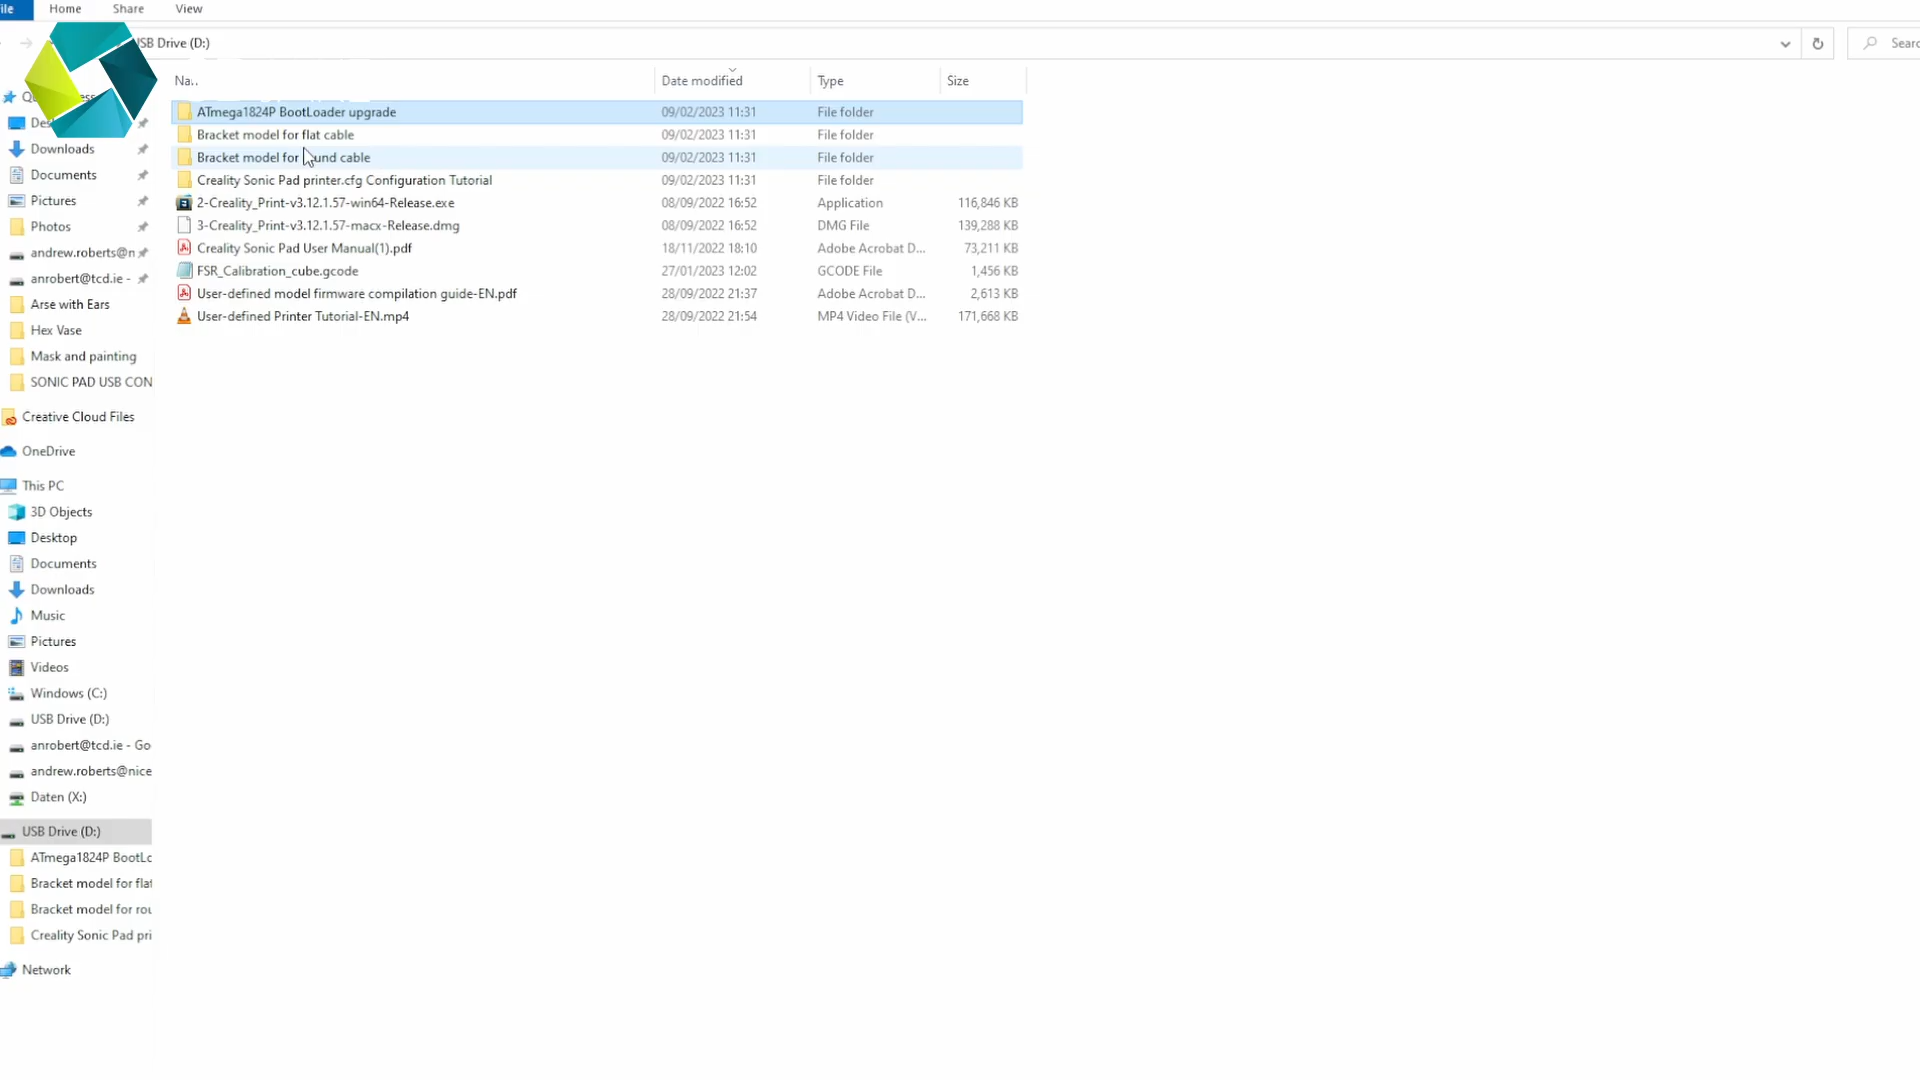 ile Home Share View
SB Drive (D:)
Sear
Na.. Date modified Type Size
ATmega1824P BootLoader upgrade 09/02/2023 11:31 File folder
Bracket model for flat cable 09/02/2023 11:31 File folder
Bracket model for und cable 09/02/2023 11:31 File folder
Creality Sonic Pad printer.cfg Configuration Tutorial 09/02/2023 11:31 File folder
2-Creality_Print-v3.12.1.57-win64-Release.exe 08/09/2022 16:52 Application 116,846 KB
3-Creality_Print-v3.12.1.57-macx-Release.dmg 08/09/2022 16:52 DMG File 139,288 KB
Creality Sonic Pad User Manual(1).pdf 18/11/2022 18:10 Adobe Acrobat D... 73,211 KB
FSR_Calibration_cube.gcode 27/01/2023 12:02 GCODE File 1,456 KB
User-defined model firmware compilation guide-EN.pdf 28/09/2022 21:37 Adobe Acrobat D... 2,613 KB
User-defined Printer Tutorial-EN.mp4 28/09/2022 21:54 MP4 Video File (V... 171,668 KB
Des
Downloads
Documents
Pictures
Photos
andrew.roberts@n
anrobert@tcd.ie -
Arse with Ears
Hex Vase
Mask and painting
SONIC PAD USB CON
Creative Cloud Files
OneDrive
This PC
3D Objects
Desktop
Documents
Downloads
Music
Pictures
Videos
Windows (C:)
USB Drive (D:)
anrobert@tcd.ie - Go
andrew.roberts@nice
Daten (X:)
USB Drive (D:)
ATmega1824P BootLo
Bracket model for flat
Bracket model for rou
Creality Sonic Pad pri
Network